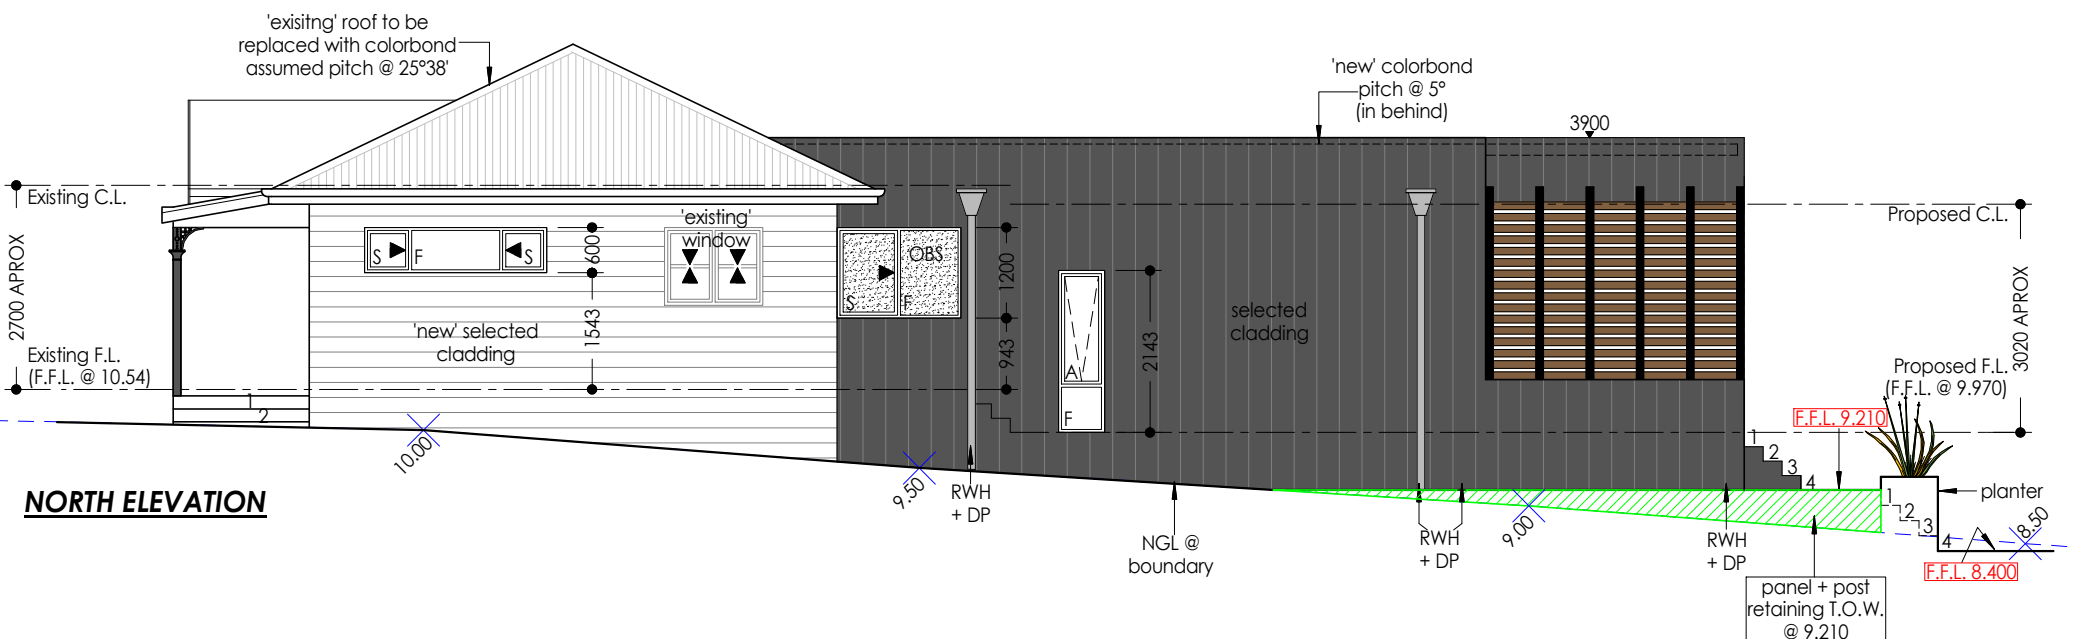 'exisitng' roof to be
replaced with colorbond
assumed pitch @ 25°38'
'new' colorbond
pitch @ 5°
(in behind)
3900
Existing C.L.
2700 APROX
Existing F.L.
(F.F.L. @ 10.54)
1
2
S
F
S
600
1543
'new' selected
cladding
'existing'
window
OBS
S
F
1200
943
A
F
2143
selected
cladding
Proposed C.L.
3020 APROX
Proposed F.L.
(F.F.L. @ 9.970)
F.F.L. 9.210
1
2
3
4
1
2
3
4
planter
8.50
F.F.L. 8.400
10.00
9.50
RWH
+ DP
NGL @
boundary
RWH
+ DP
9.00
RWH
+ DP
panel + post
retaining T.O.W.
@ 9.210
NORTH ELEVATION